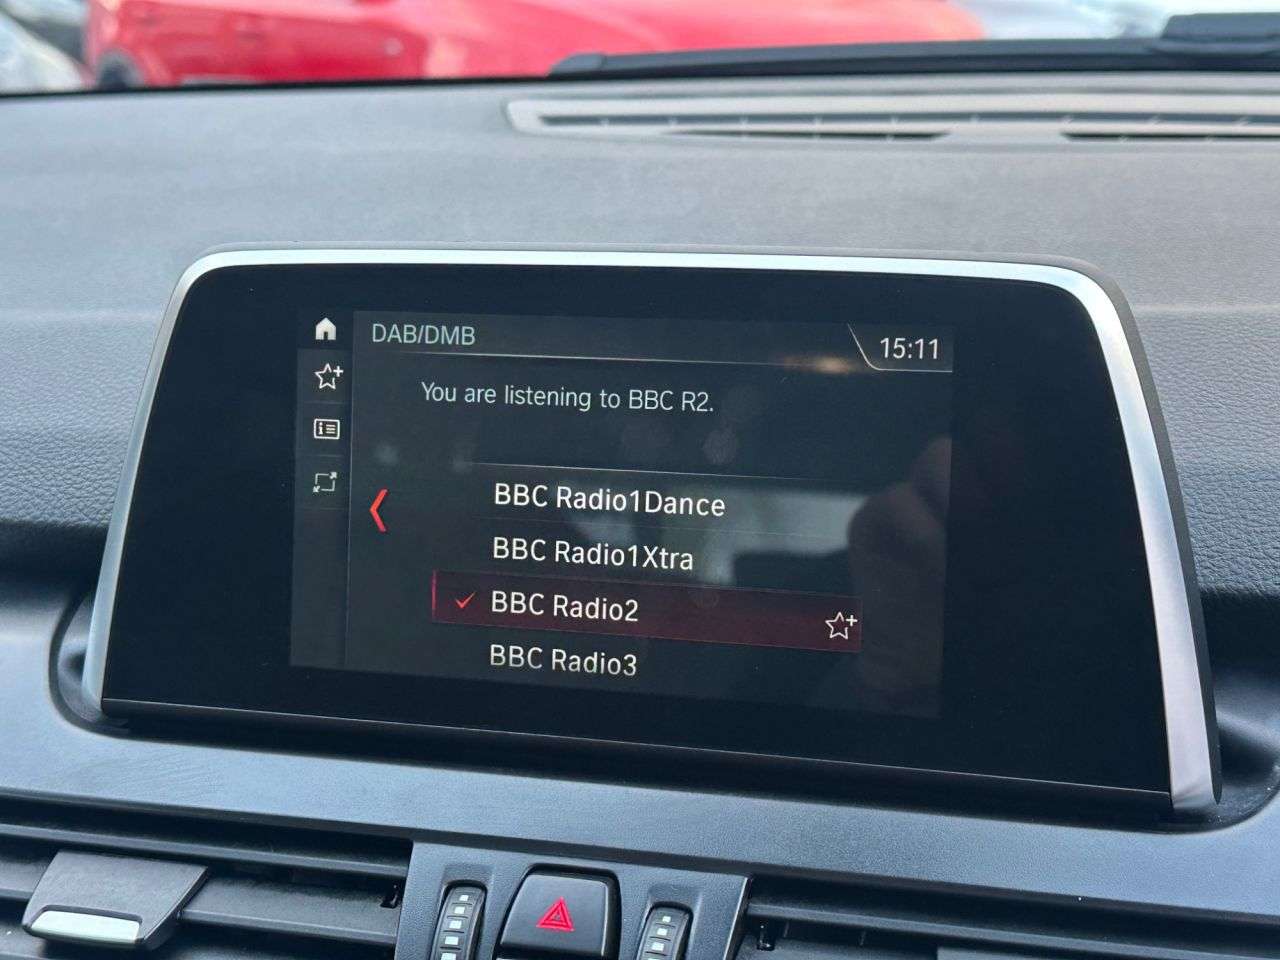 DAB/DMB
15:11
You are listening to BBC R2.
BBC Radio1Dance
BBC Radio1Xtra
BBC Radio2
BBC Radio3